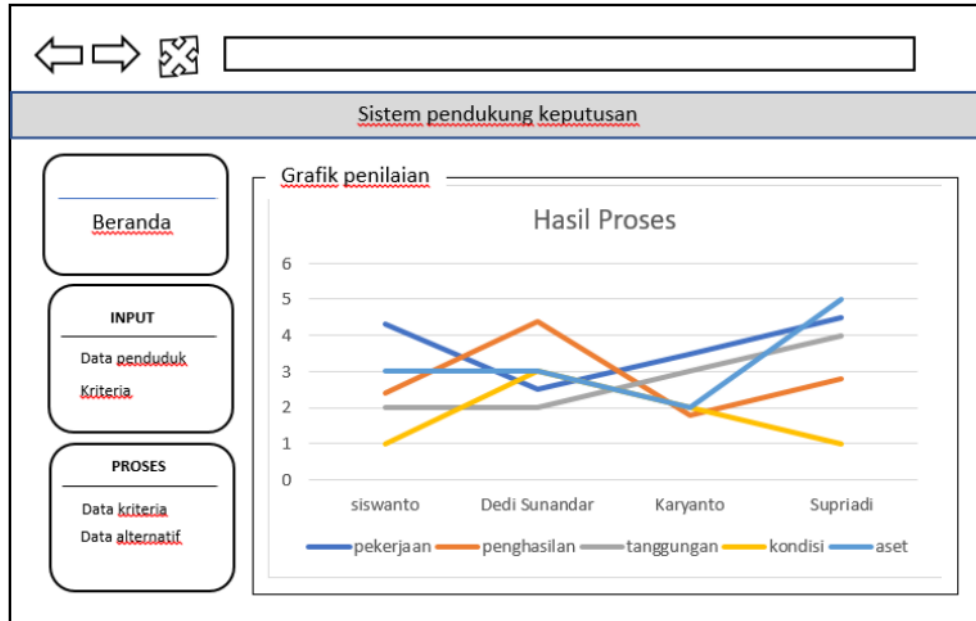 Sistem pendukung keputusan
Beranda
INPUT
Data penduduk
Kriteria
PROSES
Data kriteria
Data alternatif
Grafik penilaian
Hasil Proses
6
5
4
3
2
1
0
siswanto Dedi Sunandar Karyanto Supriadi
pekerjaan penghasilan tanggungan kondisi aset